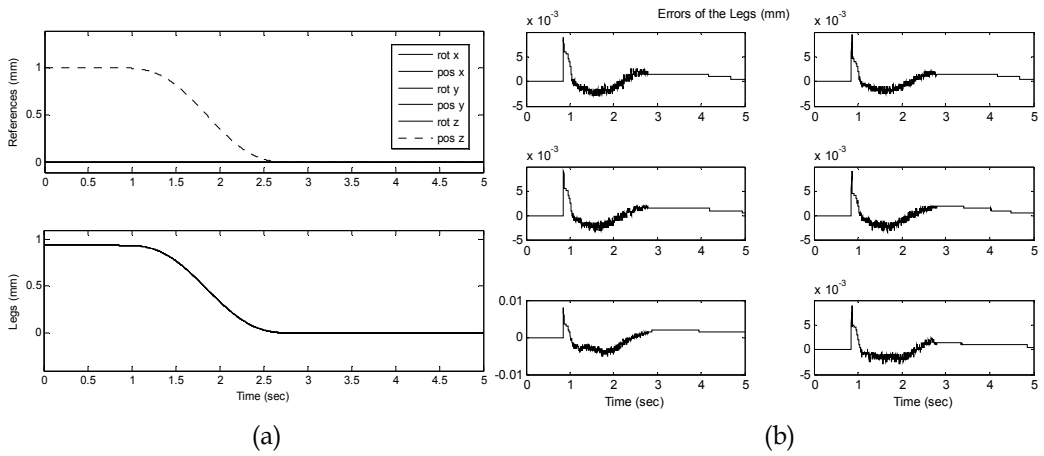 References (mm)
1
0.5
0
rot x
pos x
rot y
pos y
rot z
pos z
0 0.5 1 1.5 2 2.5 3 3.5 4 4.5 5
Legs (mm)
1
0.5
0
0 0.5 1 1.5 2 2.5 3 3.5 4 4.5 5
Time (sec)
(a)
Errors of the Legs (mm)
x 10⁻³
5
0
-5
0 1 2 3 4 5
x 10⁻³
5
0
-5
0 1 2 3 4 5
x 10⁻³
5
0
-5
0 1 2 3 4 5
x 10⁻³
5
0
-5
0 1 2 3 4 5
0.01
0
-0.01
0 1 2 3 4 5
Time (sec)
x 10⁻³
5
0
-5
0 1 2 3 4 5
Time (sec)
(b)